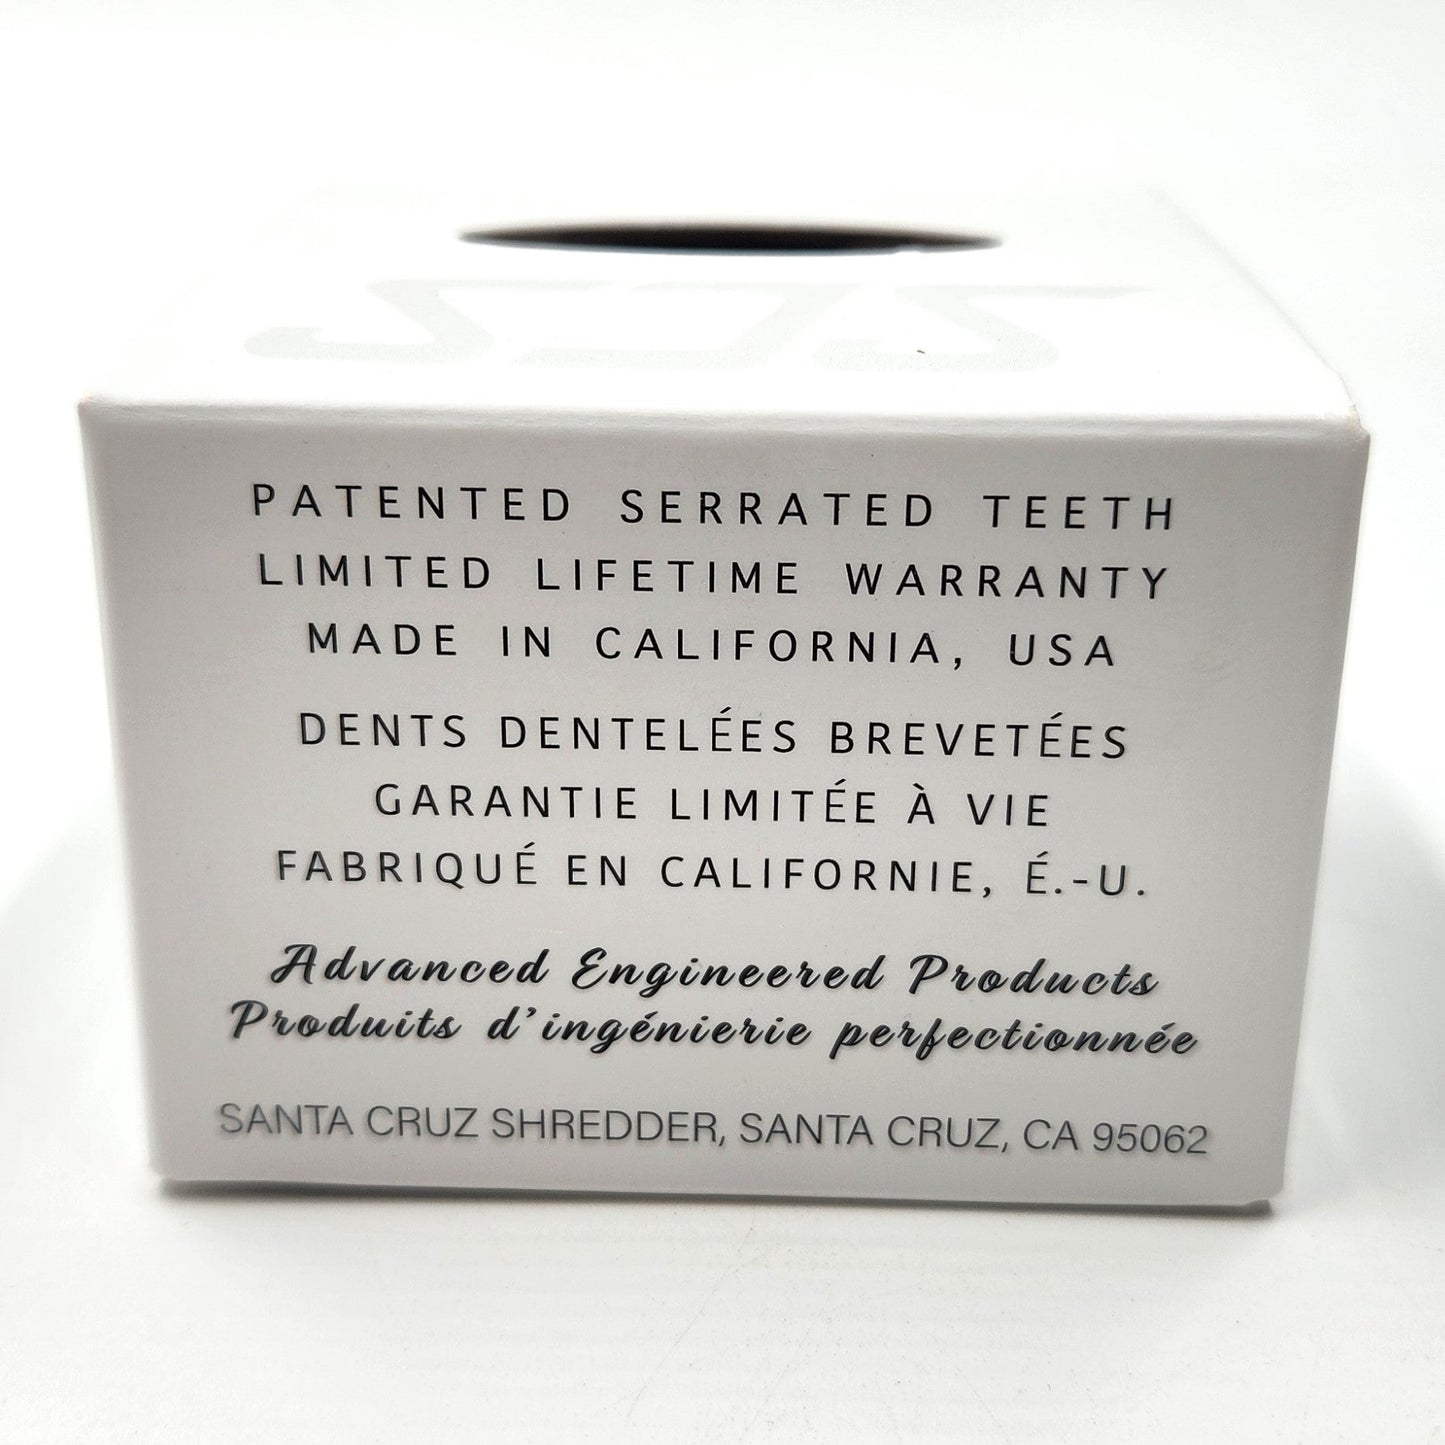 PATENTED SERRATED TEETH
LIMITED LIFETIME WARRANTY
MADE IN CALIFORNIA, USA
DENTS DENTELÉES BREVETÉES
GARANTIE LIMITÉE À VIE
FABRIQUÉ EN CALIFORNIE, É.-U.
Advanced Engineered Products
Produits d'ingénierie perfectionnée
SANTA CRUZ SHREDDER, SANTA CRUZ, CA 95062